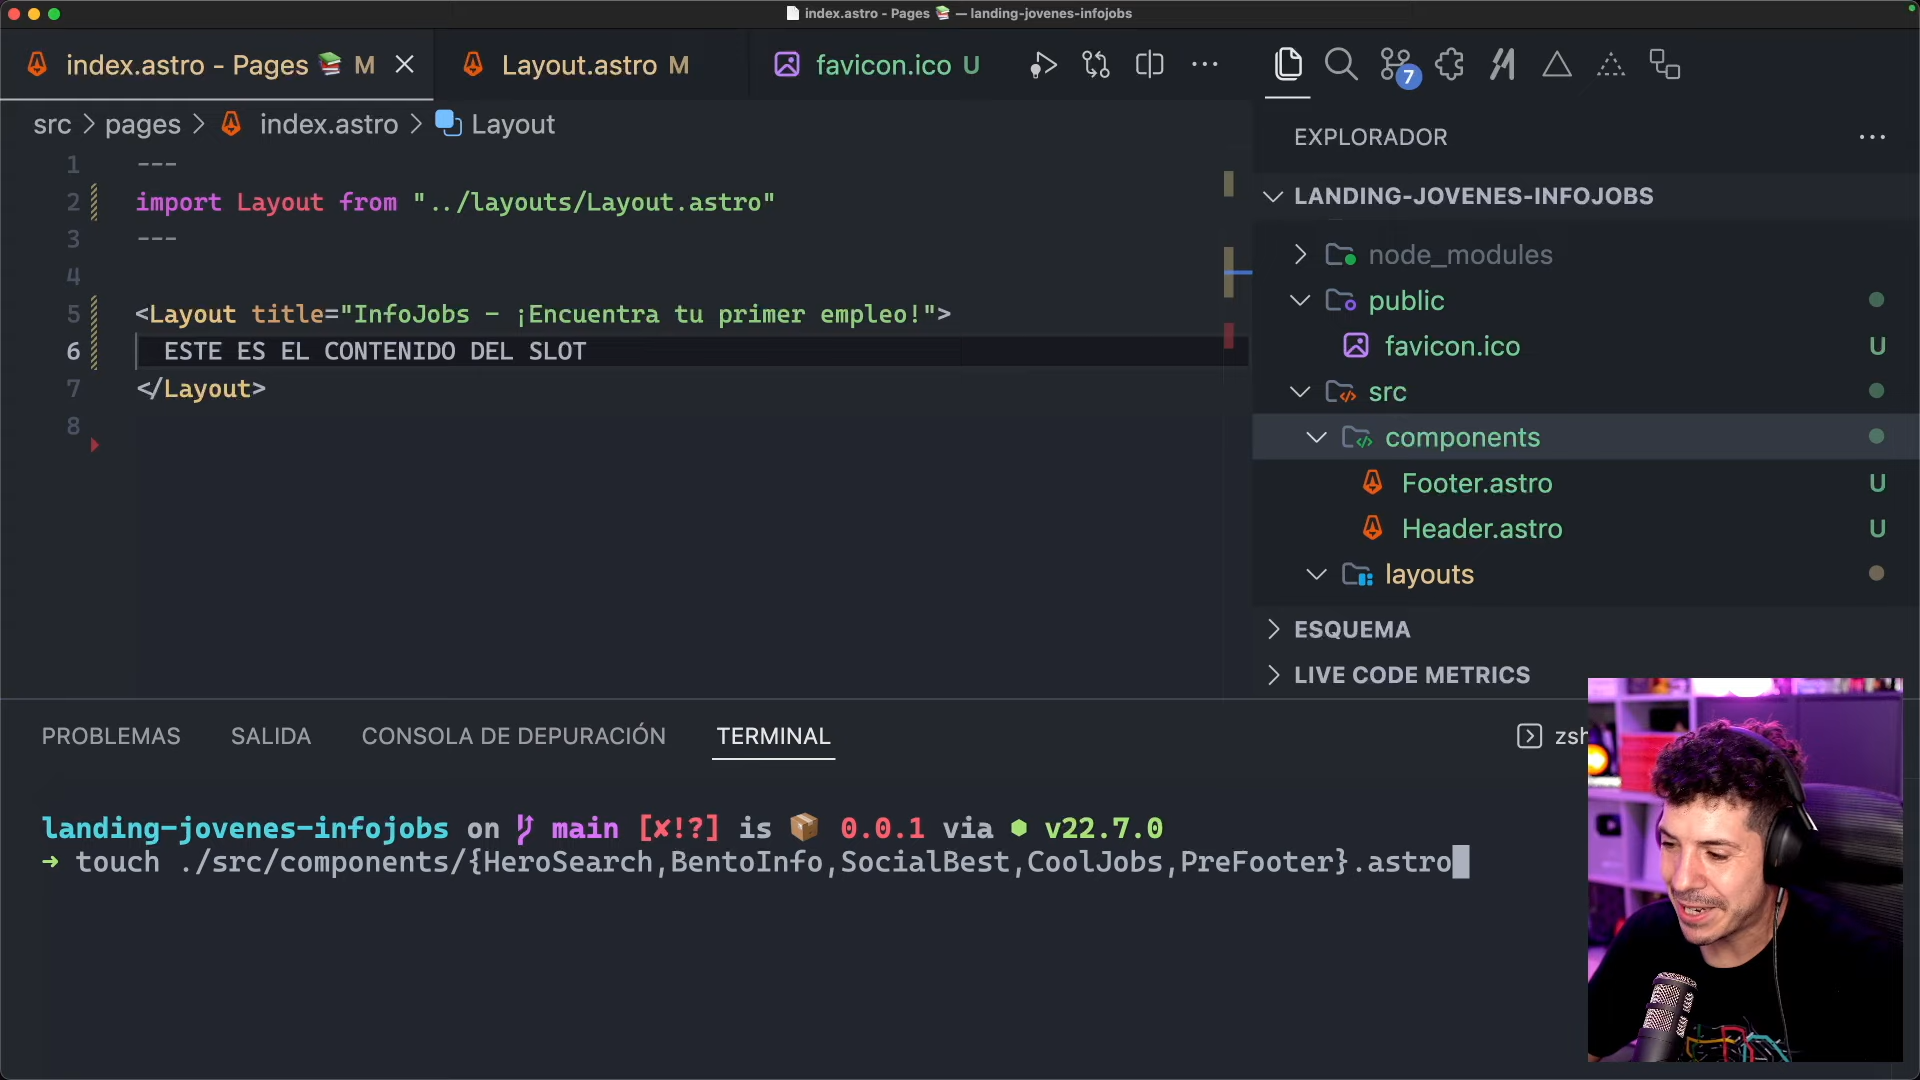 index.astro - Pages 📚 — landing-jovenes-infojobs
index.astro - Pages 📚 M
Layout.astro M
favicon.ico U
7
src > pages > index.astro > Layout
1 ---
2 import Layout from "../layouts/Layout.astro"
3 ---
4
5 <Layout title="InfoJobs - ¡Encuentra tu primer empleo!">
6 ESTE ES EL CONTENIDO DEL SLOT
7 </Layout>
8
EXPLORADOR
LANDING-JOVENES-INFOJOBS
node_modules
public
favicon.ico U
src
components
Footer.astro U
Header.astro U
layouts
ESQUEMA
LIVE CODE METRICS
PROBLEMAS SALIDA CONSOLA DE DEPURACIÓN TERMINAL
zsh
landing-jovenes-infojobs on main [✘!?] is 📦 0.0.1 via v22.7.0
→ touch ./src/components/{HeroSearch,BentoInfo,SocialBest,CoolJobs,PreFooter}.astro